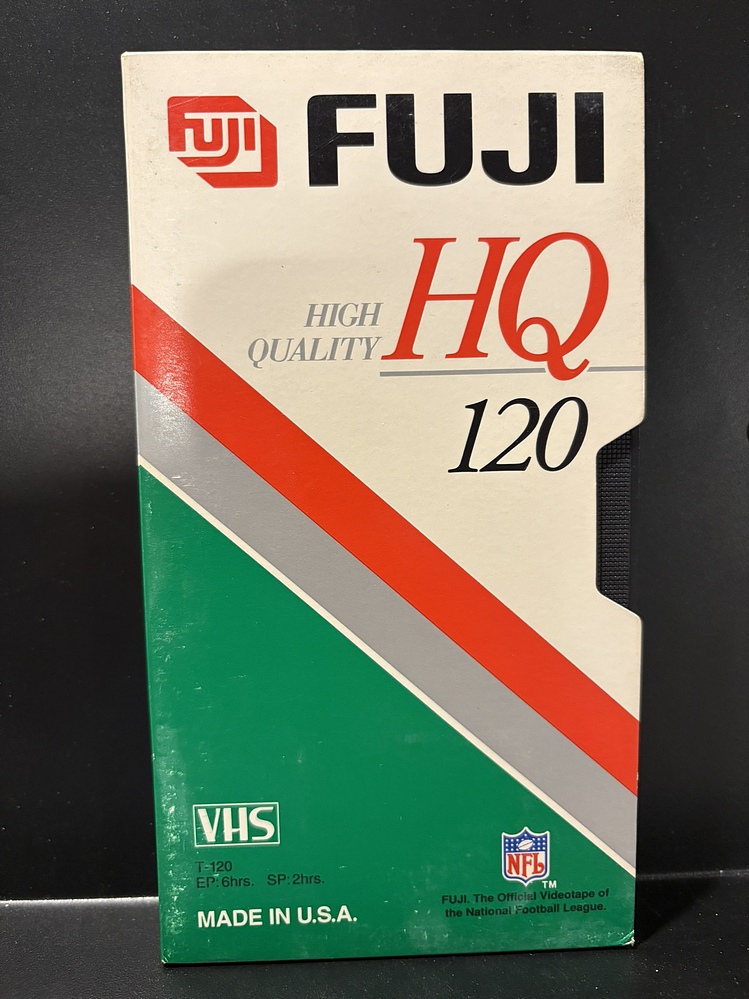 FUJI FUJI
HIGH
QUALITY HQ
120
VHS
T-120
EP: 6hrs. SP: 2hrs.
MADE IN U.S.A.
NFL
TM
FUJI. The Official Videotape of
the National Football League.